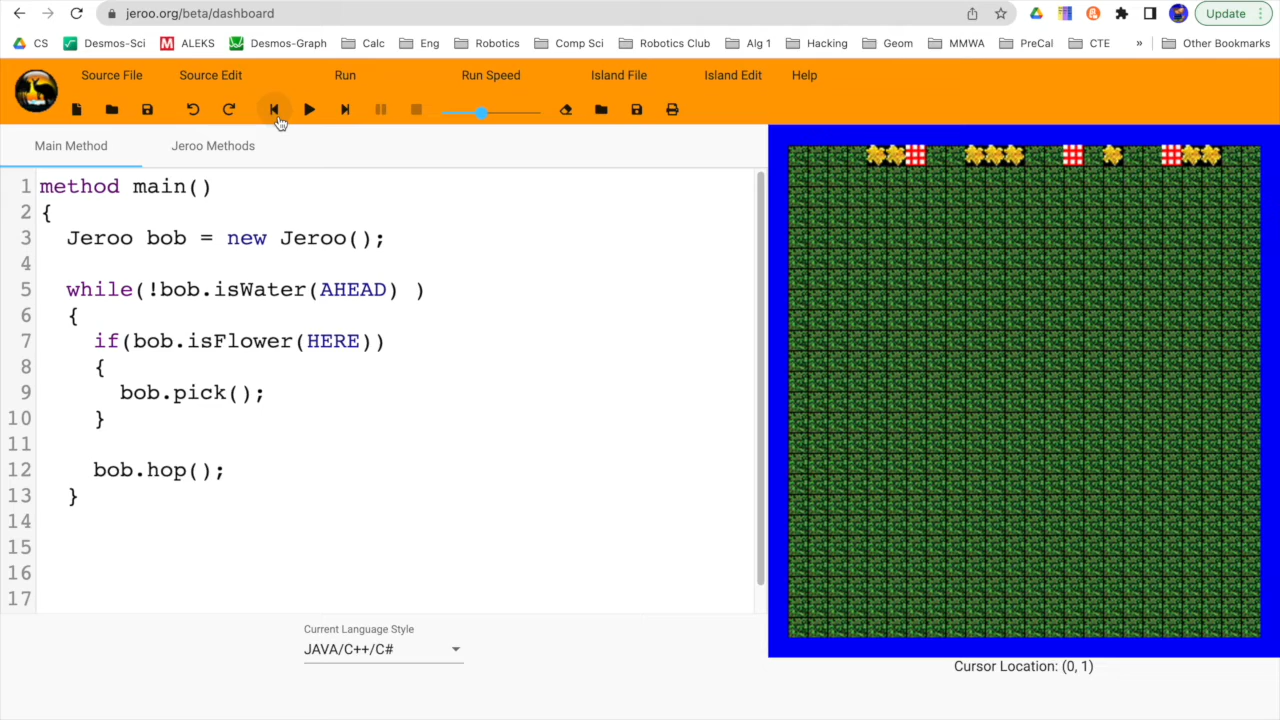 jeroo.org/beta/dashboard
Update
CS Desmos-Sci ALEKS Desmos-Graph Calc Eng Robotics Comp Sci Robotics Club Alg 1 Hacking Geom MMWA PreCal CTE » Other Bookmarks
Source File Source Edit Run Run Speed Island File Island Edit Help
Main Method Jeroo Methods
1 method main()
2 {
3 Jeroo bob = new Jeroo();
4
5 while(!bob.isWater(AHEAD) )
6 {
7 if(bob.isFlower(HERE))
8 {
9 bob.pick();
10 }
11
12 bob.hop();
13 }
14
15
16
17
Current Language Style
JAVA/C++/C#
Cursor Location: (0, 1)